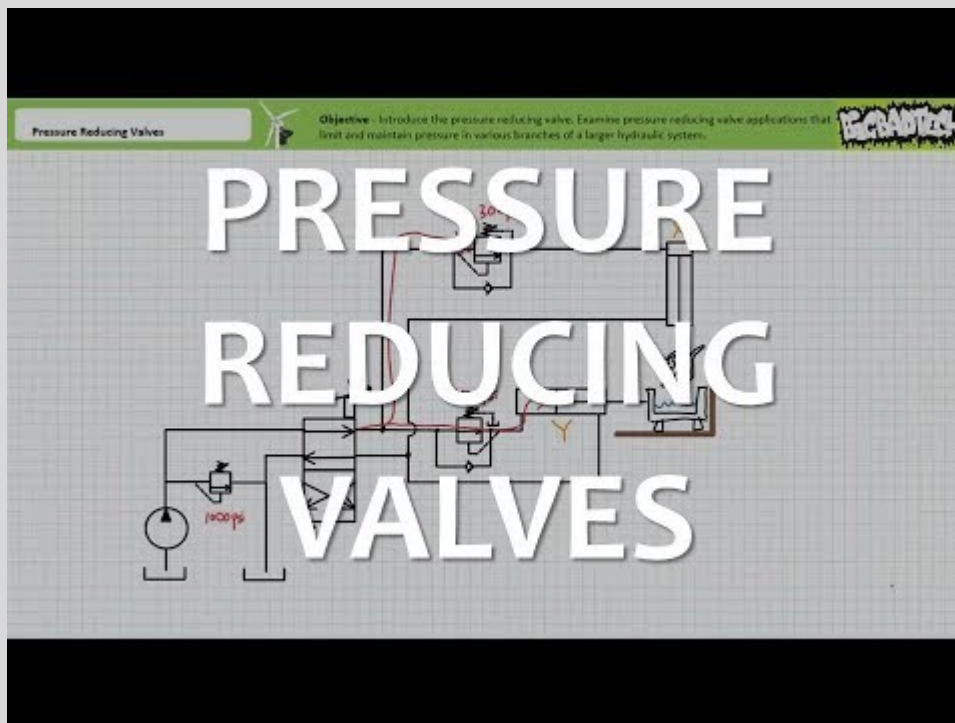 Pressure Reducing Valves
Objective - Introduce the pressure reducing valve. Examine pressure reducing valve applications that
limit and maintain pressure in various branches of a larger hydraulic system.
BIGBADTECH
PRESSURE
REDUCING
VALVES
Y
1000psi